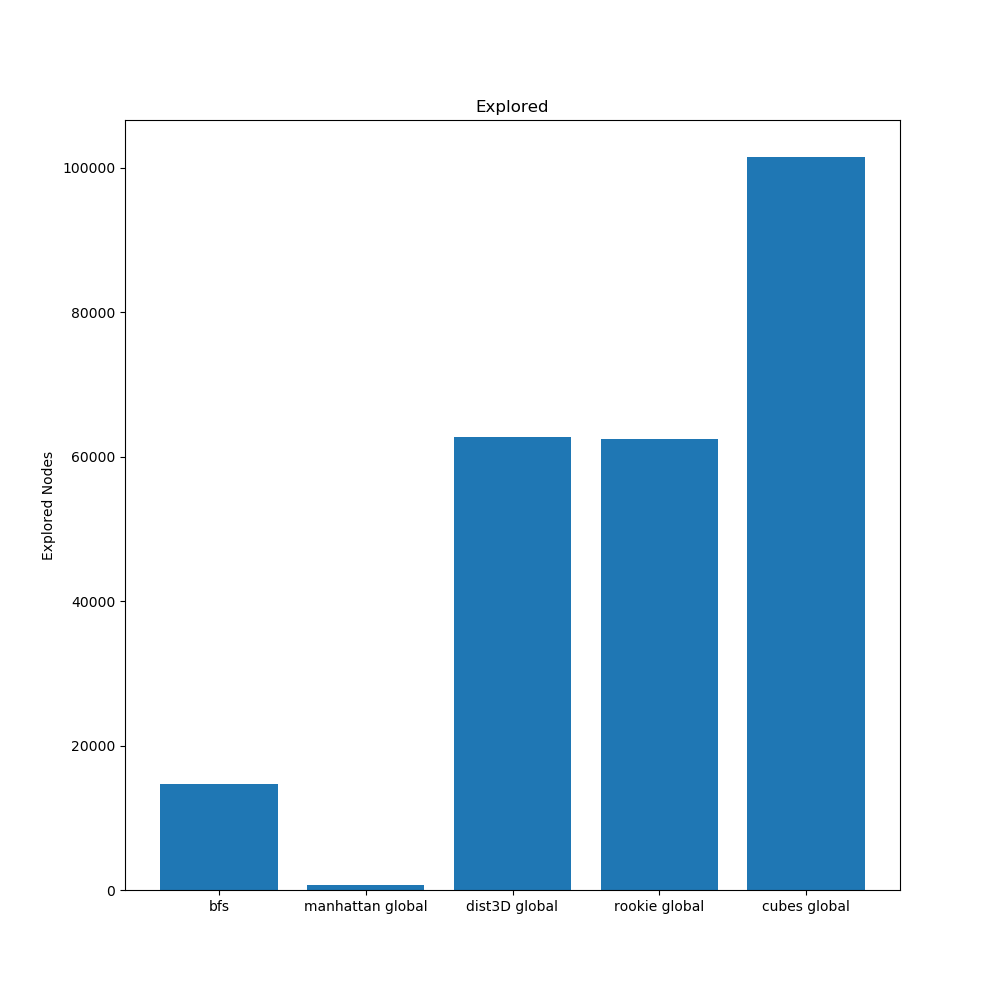 Explored
100000
80000
60000
40000
20000
0
Explored Nodes
bfs
manhattan global
dist3D global
rookie global
cubes global